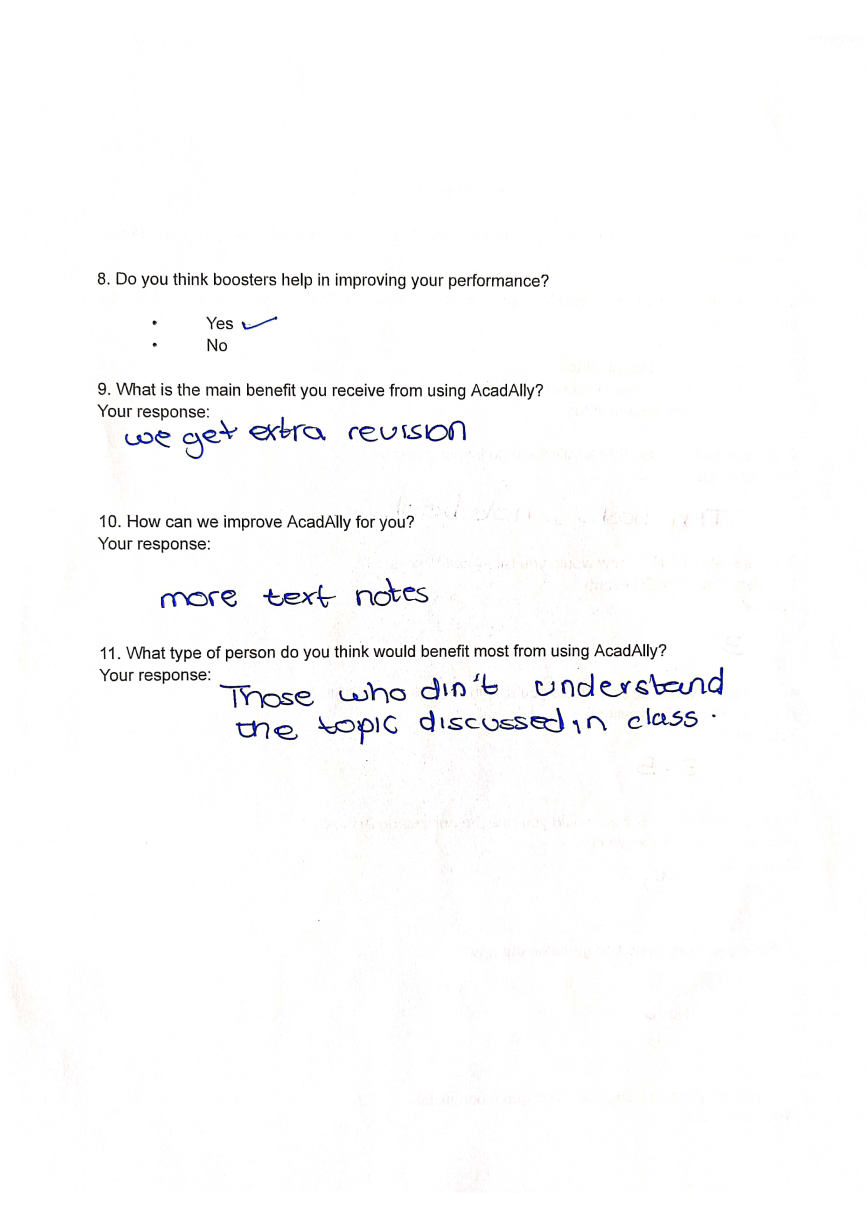 8. Do you think boosters help in improving your performance?
• Yes ✓
• No
9. What is the main benefit you receive from using AcadAlly?
Your response:
we get extra revision
10. How can we improve AcadAlly for you?
Your response:
more text notes
11. What type of person do you think would benefit most from using AcadAlly?
Your response:
Those who din't understand
the topic discussed in class.